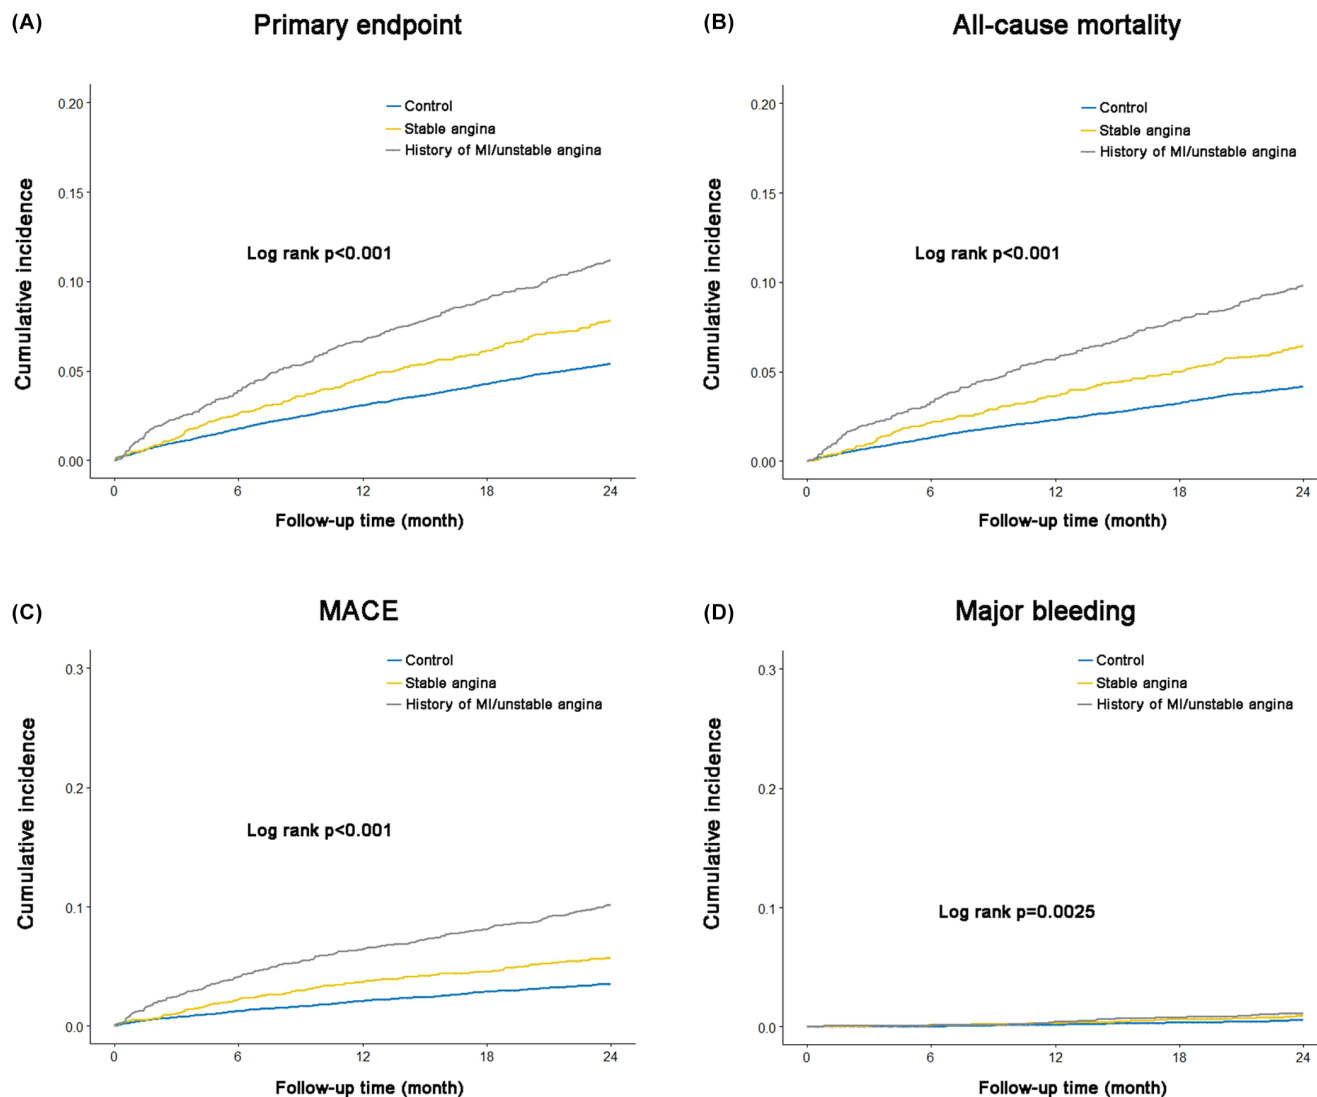 (A)
Primary endpoint
Cumulative incidence
0.20
0.15
0.10
0.05
0.00
Control
Stable angina
History of MI/unstable angina
Log rank p<0.001
0 6 12 18 24
Follow-up time (month)
(B)
All-cause mortality
Cumulative incidence
0.20
0.15
0.10
0.05
0.00
Control
Stable angina
History of MI/unstable angina
Log rank p<0.001
0 6 12 18 24
Follow-up time (month)
(C)
MACE
Cumulative incidence
0.3
0.2
0.1
0.0
Control
Stable angina
History of MI/unstable angina
Log rank p<0.001
0 6 12 18 24
Follow-up time (month)
(D)
Major bleeding
Cumulative incidence
0.3
0.2
0.1
0.0
Control
Stable angina
History of MI/unstable angina
Log rank p=0.0025
0 6 12 18 24
Follow-up time (month)